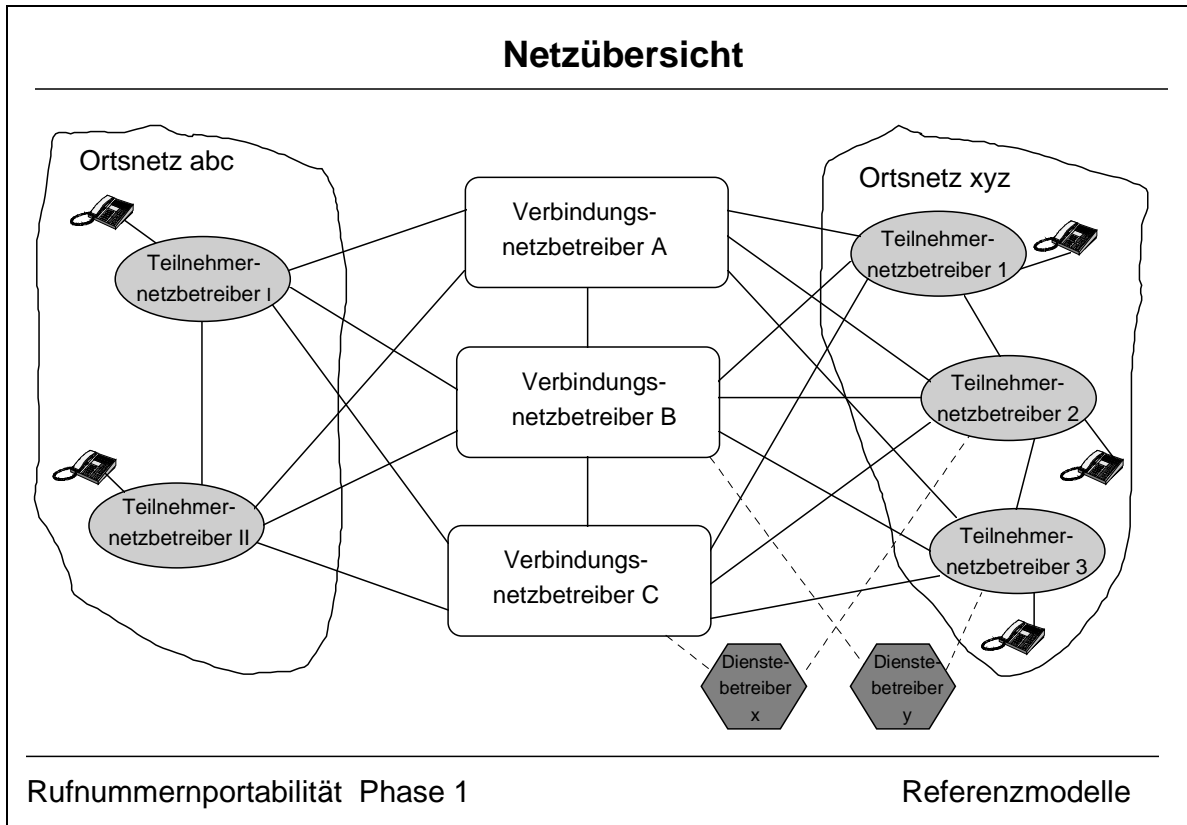 Netzübersicht
Ortsnetz abc
Teilnehmer-
netzbetreiber I
Teilnehmer-
netzbetreiber II
Verbindungs-
netzbetreiber A
Verbindungs-
netzbetreiber B
Verbindungs-
netzbetreiber C
Ortsnetz xyz
Teilnehmer-
netzbetreiber 1
Teilnehmer-
netzbetreiber 2
Teilnehmer-
netzbetreiber 3
Dienste-
betreiber
x
Dienste-
betreiber
y
Rufnummernportabilität Phase 1
Referenzmodelle